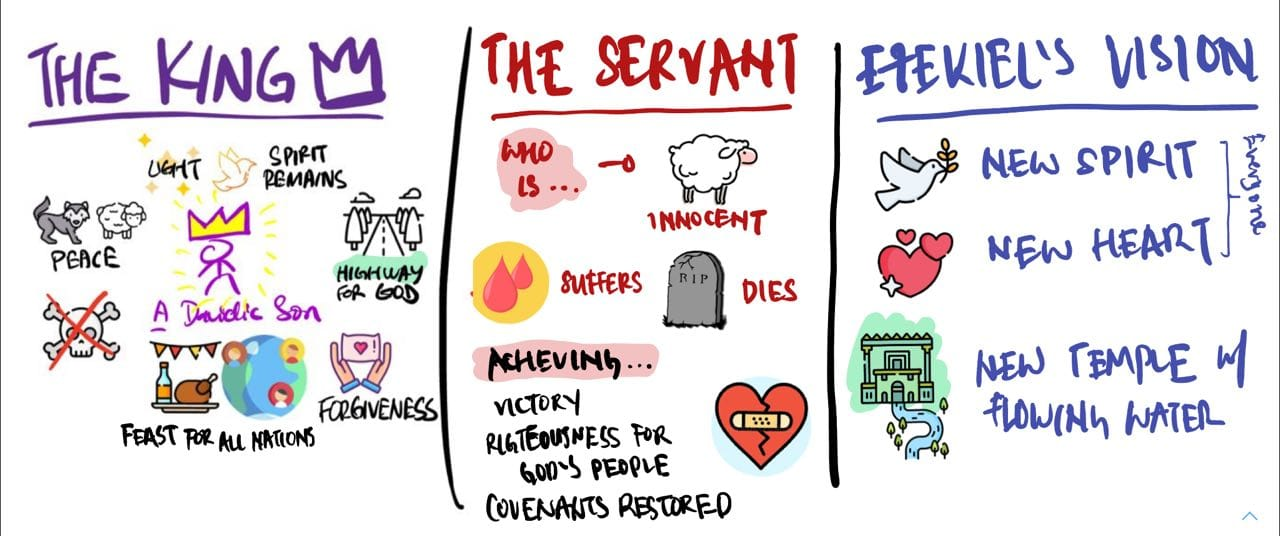 THE KING
LIGHT
SPIRIT
REMAINS
PEACE
HIGHWAY
FOR GOD
A Davidic Son
FORGIVENESS
FEAST FOR ALL NATIONS
THE SERVANT
WHO
IS ...
INNOCENT
SUFFERS
RIP
DIES
ACHEVING...
VICTORY
RIGTEOUSNESS FOR
GOD'S PEOPLE
COVENANTS RESTORED
EZEKIEL'S VISION
NEW SPIRIT
NEW HEART
Everyone
NEW TEMPLE w/
FLOWING WATER